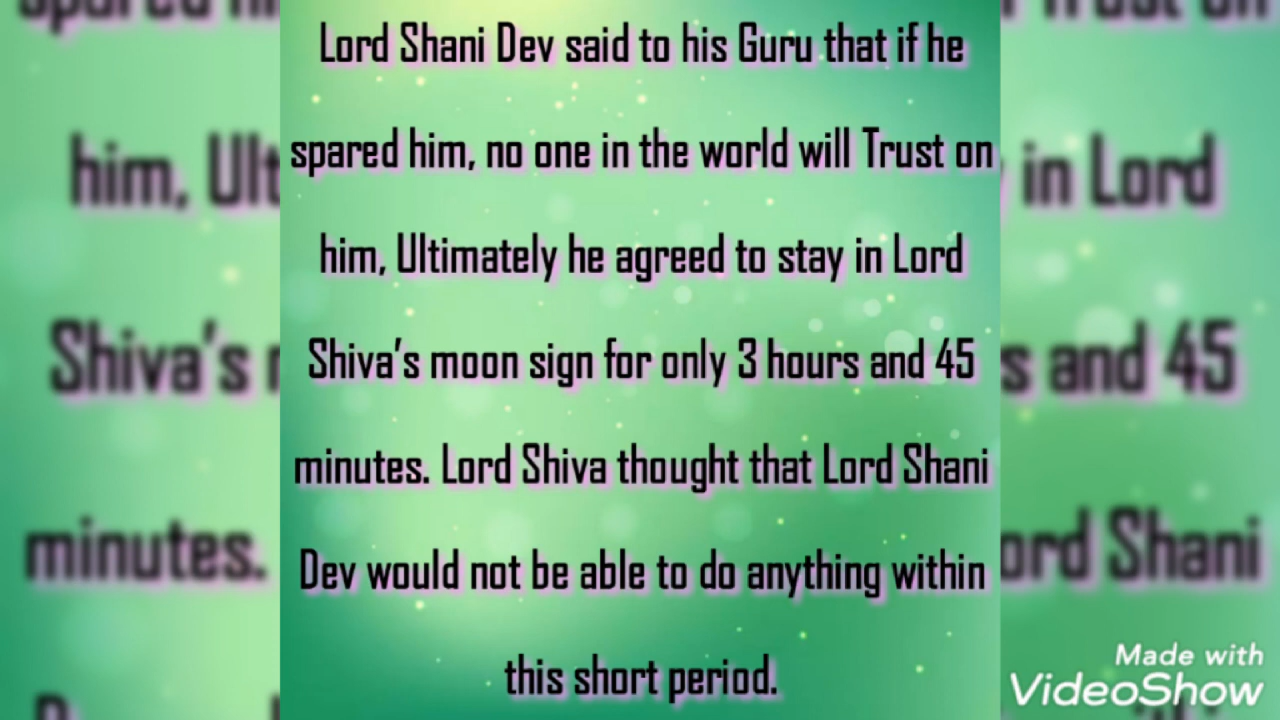 Lord Shani Dev said to his Guru that if he
spared him, no one in the world will Trust on
him, Ultimately he agreed to stay in Lord
Shiva's moon sign for only 3 hours and 45
minutes. Lord Shiva thought that Lord Shani
Dev would not be able to do anything within
this short period.
Made with
VideoShow